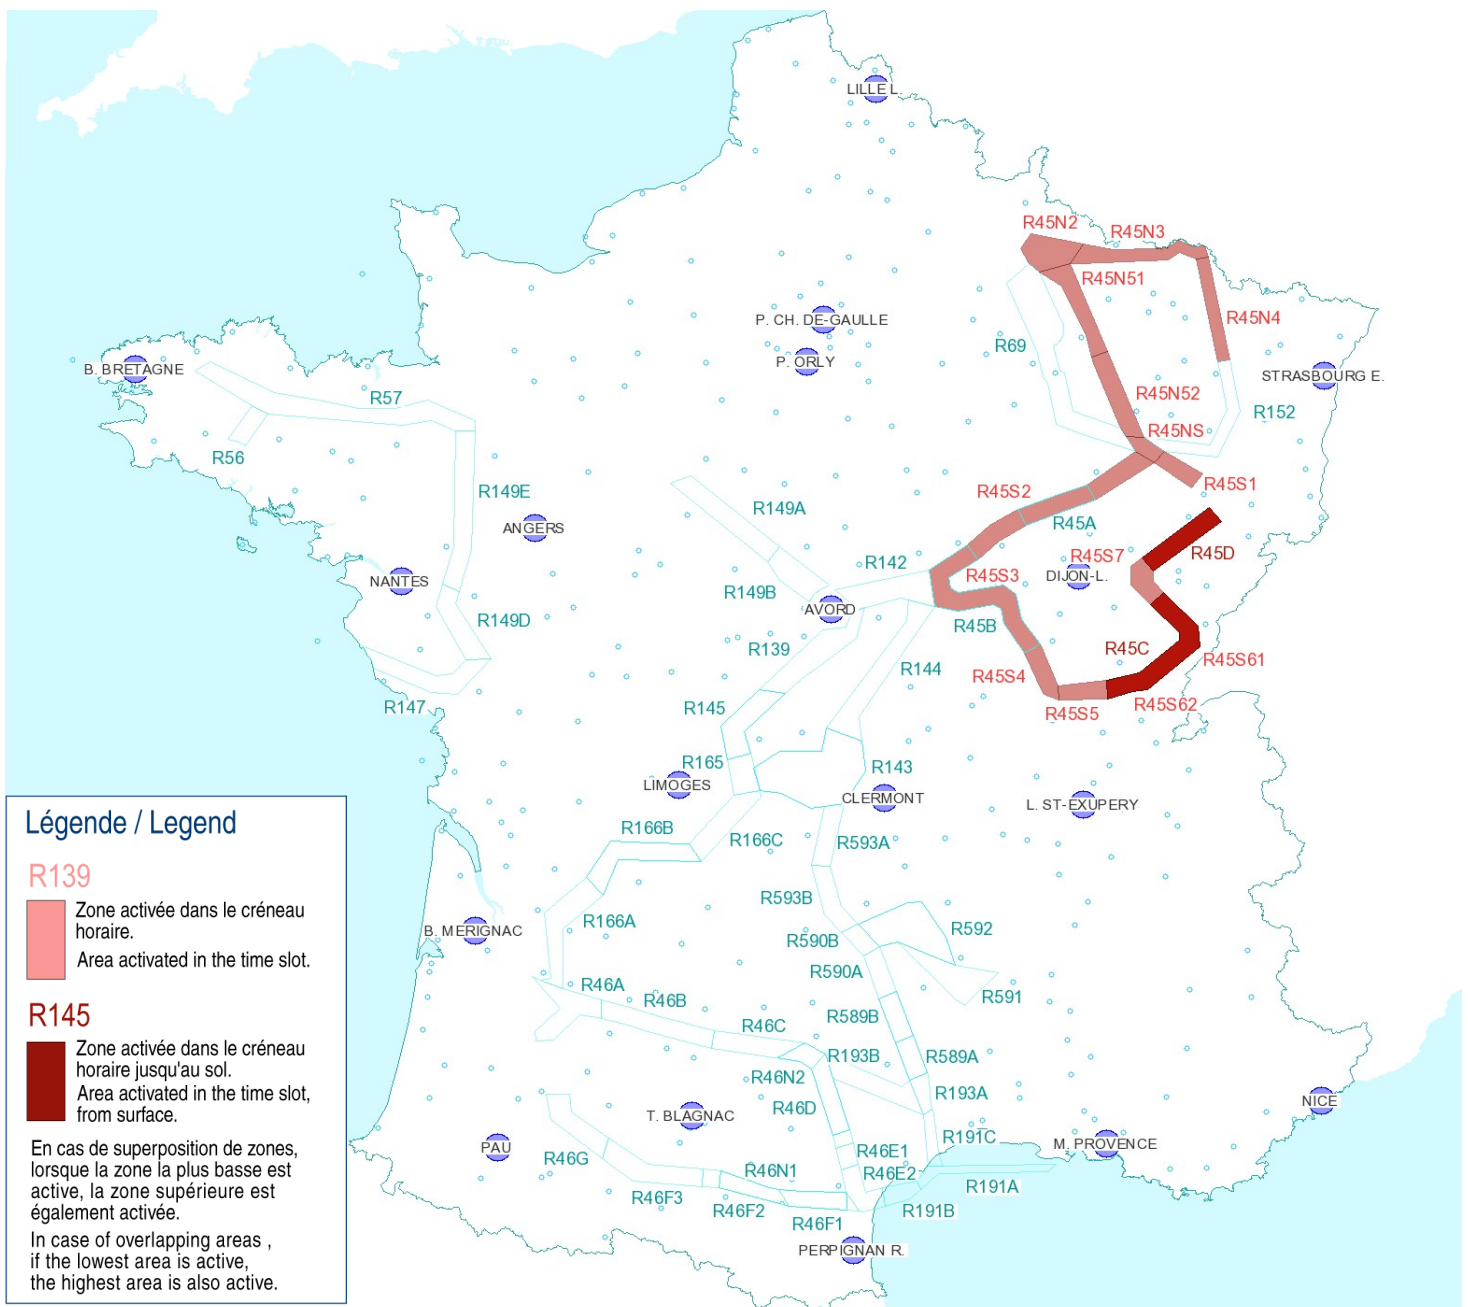 LILLE L.
R45N2
R45N3
R45N51
R45N4
P. CH. DE-GAULLE
R69
P. ORLY
B. BRETAGNE
STRASBOURG E.
R57
R45N52
R152
R45NS
R56
R149E
R45S2
R45S1
R149A
R45A
ANGERS
R45S7
R45D
R142
R45S3
DIJON-L.
NANTES
R149B
AVORD
R149D
R45B
R139
R45C
R45S61
R144
R45S4
R147
R145
R45S5
R45S62
R165
R143
LIMOGES
CLERMONT
L. ST-EXUPERY
R166B
R166C
R593A
R593B
R166A
R592
B. MERIGNAC
R590B
R590A
R46A
R46B
R591
R46C
R589B
R193B
R589A
R46N2
R193A
R46D
T. BLAGNAC
NICE
R191C
M. PROVENCE
PAU
R46E1
R46G
R46N1
R46E2
R191A
R46F3
R46F2
R46F1
R191B
PERPIGNAN R.
Légende / Legend
R139
Zone activée dans le créneau
horaire.
Area activated in the time slot.
R145
Zone activée dans le créneau
horaire jusqu'au sol.
Area activated in the time slot,
from surface.
En cas de superposition de zones,
lorsque la zone la plus basse est
active, la zone supérieure est
également activée.
In case of overlapping areas ,
if the lowest area is active,
the highest area is also active.